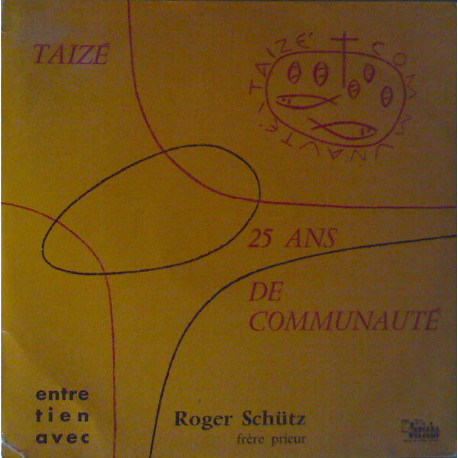 TAIZÉ
TAIZÉ COMMUNAUTÉ
25 ANS
DE
COMMUNAUTÉ
entre
tien
avec
Roger Schütz
frère prieur